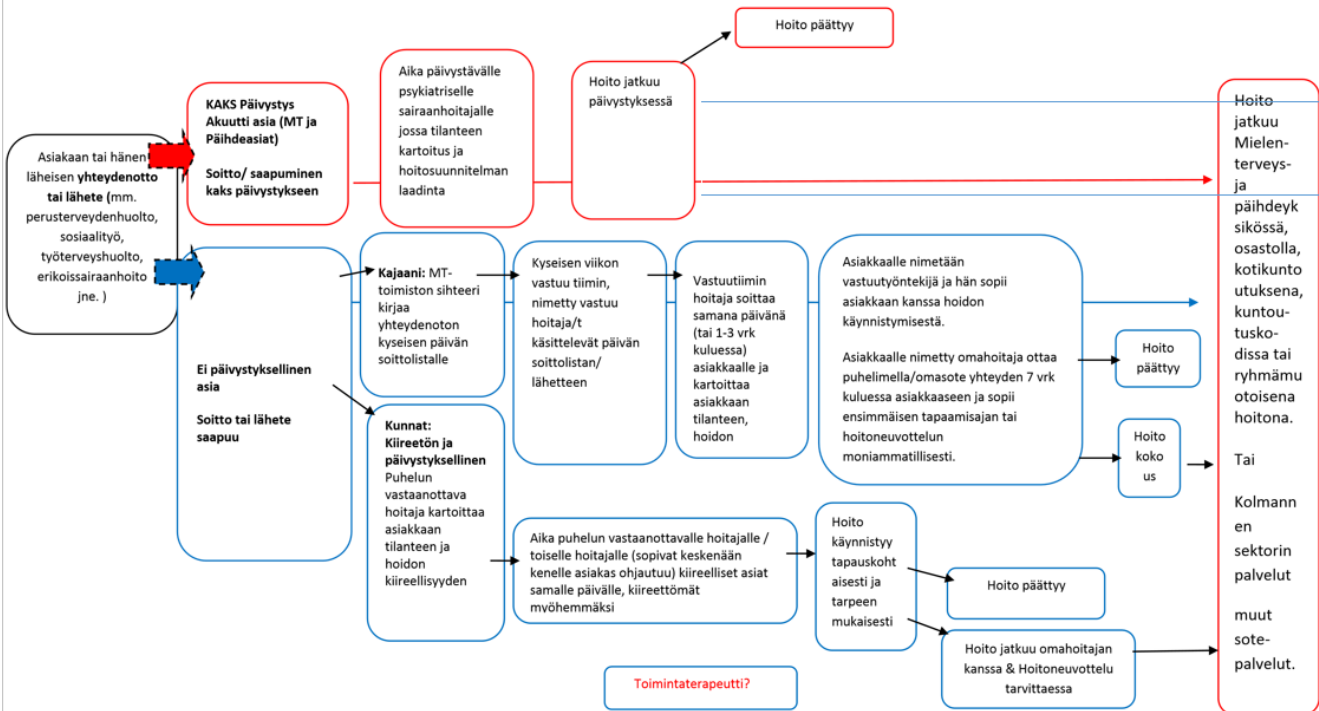 Hoito päättyy
Asiakaan tai hänen
läheisen yhteydenotto
tai lähete (mm.
perusterveydenhuolto,
sosiaalityö,
työterveyshuolto,
erikoissairaanhoito
jne. )
KAKS Päivystys
Akuutti asia (MT ja
Päihdeasiat)
Soitto/ saapuminen
kaks päivystykseen
Aika päivystävälle
psykiatriselle
sairaanhoitajalle
jossa tilanteen
kartoitus ja
hoitosuunnitelman
laadinta
Hoito jatkuu
päivystyksessä
Ei päivystyksellinen
asia
Soitto tai lähete
saapuu
Kajaani: MT-
toimiston sihteeri
kirjaa
yhteydenoton
kyseisen päivän
soittolistalle
Kyseisen viikon
vastuu tiimin,
nimetty vastuu
hoitaja/t
käsittelevät päivän
soittolistan/
lähetteen
Vastuutiimin
hoitaja soittaa
samana päivänä
(tai 1-3 vrk
kuluessa)
asiakkaalle ja
kartoittaa
asiakkaan
tilanteen,
hoidon
Asiakkaalle nimetään
vastuutyöntekijä ja hän sopii
asiakkaan kanssa hoidon
käynnistymisestä.
Asiakkaalle nimetty omahoitaja ottaa
puhelimella/omasote yhteyden 7 vrk
kuluessa asiakkaaseen ja sopii
ensimmäisen tapaamisajan tai
hoitoneuvottelun
moniammatillisesti.
Hoito
päättyy
Hoito
koko
us
Kunnat:
Kiireetön ja
päivystyksellinen
Puhelun
vastaanottava
hoitaja kartoittaa
asiakkaan
tilanteen ja
hoidon
kiireellisyyden
Aika puhelun vastaanottavalle hoitajalle /
toiselle hoitajalle (sopivat keskenään
kenelle asiakas ohjautuu) kiireelliset asiat
samalle päivälle, kiireettömät
myöhemmäksi
Hoito
käynnistyy
tapauskoht
aisesti ja
tarpeen
mukaisesti
Hoito päättyy
Hoito jatkuu omahoitajan
kanssa & Hoitoneuvottelu
tarvittaessa
Toimintaterapeutti?
Hoito
jatkuu
Mielen-
terveys-
ja
päihdeyk
sikössä,
osastolla,
kotikunto
utuksena,
kuntou-
tusko-
dissa tai
ryhmämu
otoisena
hoitona.
Tai
Kolmann
en
sektorin
palvelut
muut
sote-
palvelut.